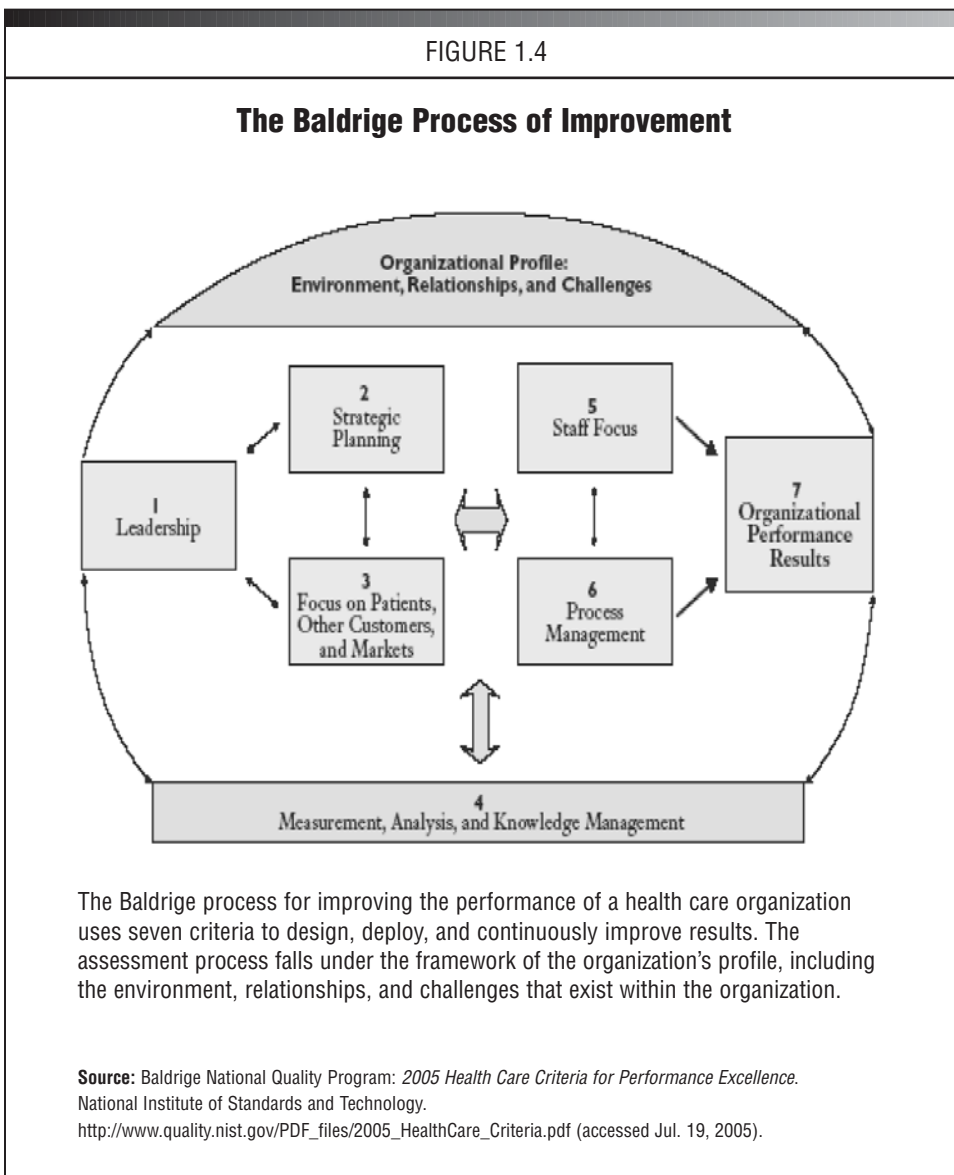 FIGURE 1.4
The Baldrige Process of Improvement
Organizational Profile:
Environment, Relationships, and Challenges
2
Strategic
Planning
5
Staff Focus
1
Leadership
7
Organizational
Performance
Results
3
Focus on Patients,
Other Customers,
and Markets
6
Process
Management
4
Measurement, Analysis, and Knowledge Management
The Baldrige process for improving the performance of a health care organization
uses seven criteria to design, deploy, and continuously improve results. The
assessment process falls under the framework of the organization’s profile, including
the environment, relationships, and challenges that exist within the organization.
Source: Baldrige National Quality Program: 2005 Health Care Criteria for Performance Excellence.
National Institute of Standards and Technology.
http://www.quality.nist.gov/PDF_files/2005_HealthCare_Criteria.pdf (accessed Jul. 19, 2005).